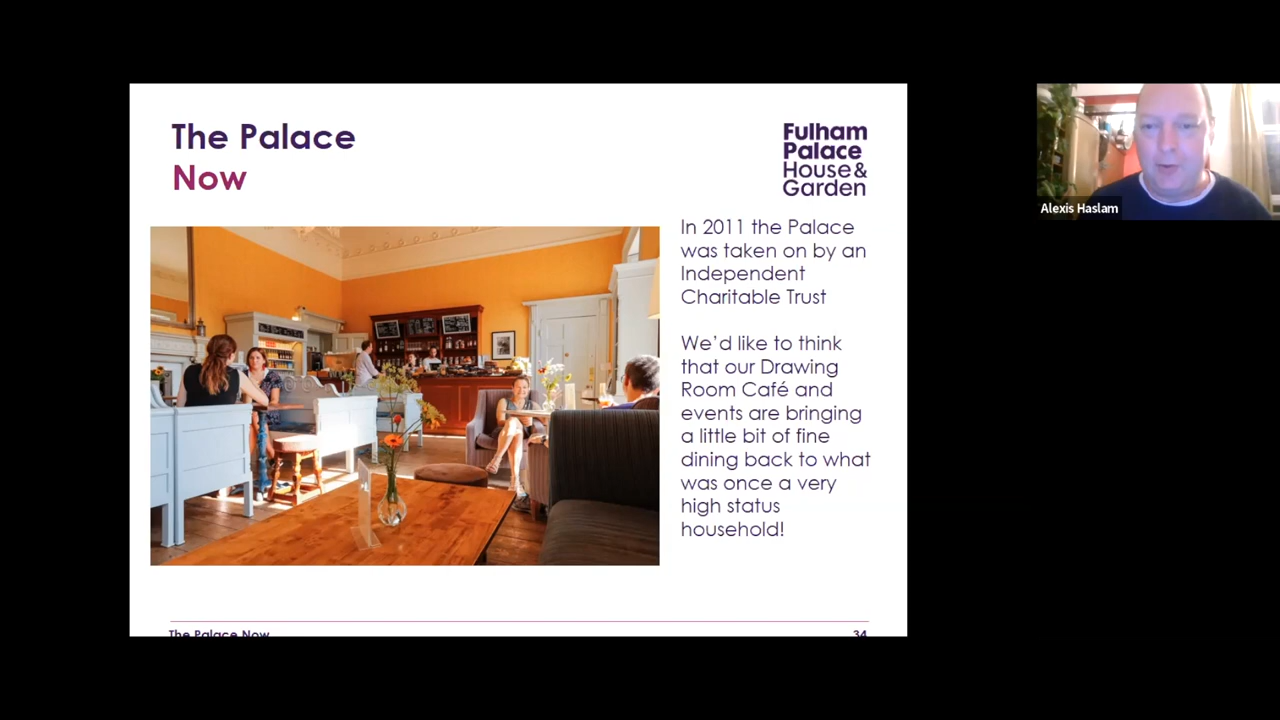 The Palace
Now
Fulham
Palace
House &
Garden
In 2011 the Palace
was taken on by an
Independent
Charitable Trust
We'd like to think
that our Drawing
Room Café and
events are bringing
a little bit of fine
dining back to what
was once a very
high status
household!
The Palace Now
34
Alexis Haslam